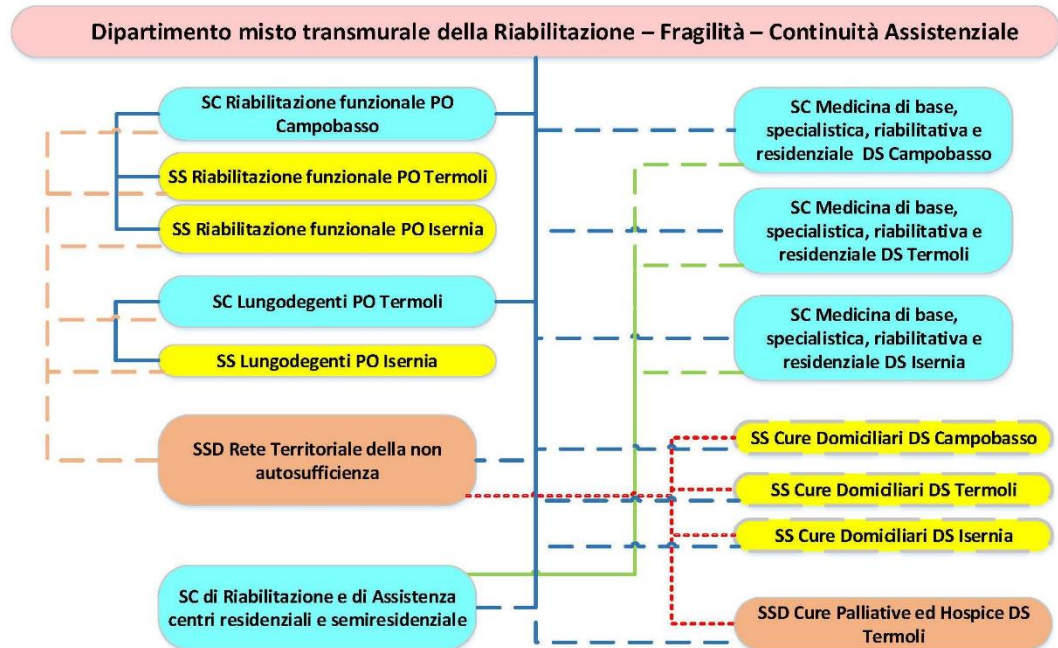 Dipartimento misto transmurale della Riabilitazione – Fragilità – Continuità Assistenziale
SC Riabilitazione funzionale PO
Campobasso
SS Riabilitazione funzionale PO Termoli
SS Riabilitazione funzionale PO Isernia
SC Lungodegenti PO Termoli
SS Lungodegenti PO Isernia
SSD Rete Territoriale della non
autosufficienza
SC di Riabilitazione e di Assistenza
centri residenziali e semiresidenziale
SC Medicina di base,
specialistica, riabilitativa e
residenziale DS Campobasso
SC Medicina di base,
specialistica, riabilitativa e
residenziale DS Termoli
SC Medicina di base,
specialistica, riabilitativa e
residenziale DS Isernia
SS Cure Domiciliari DS Campobasso
SS Cure Domiciliari DS Termoli
SS Cure Domiciliari DS Isernia
SSD Cure Palliative ed Hospice DS
Termoli